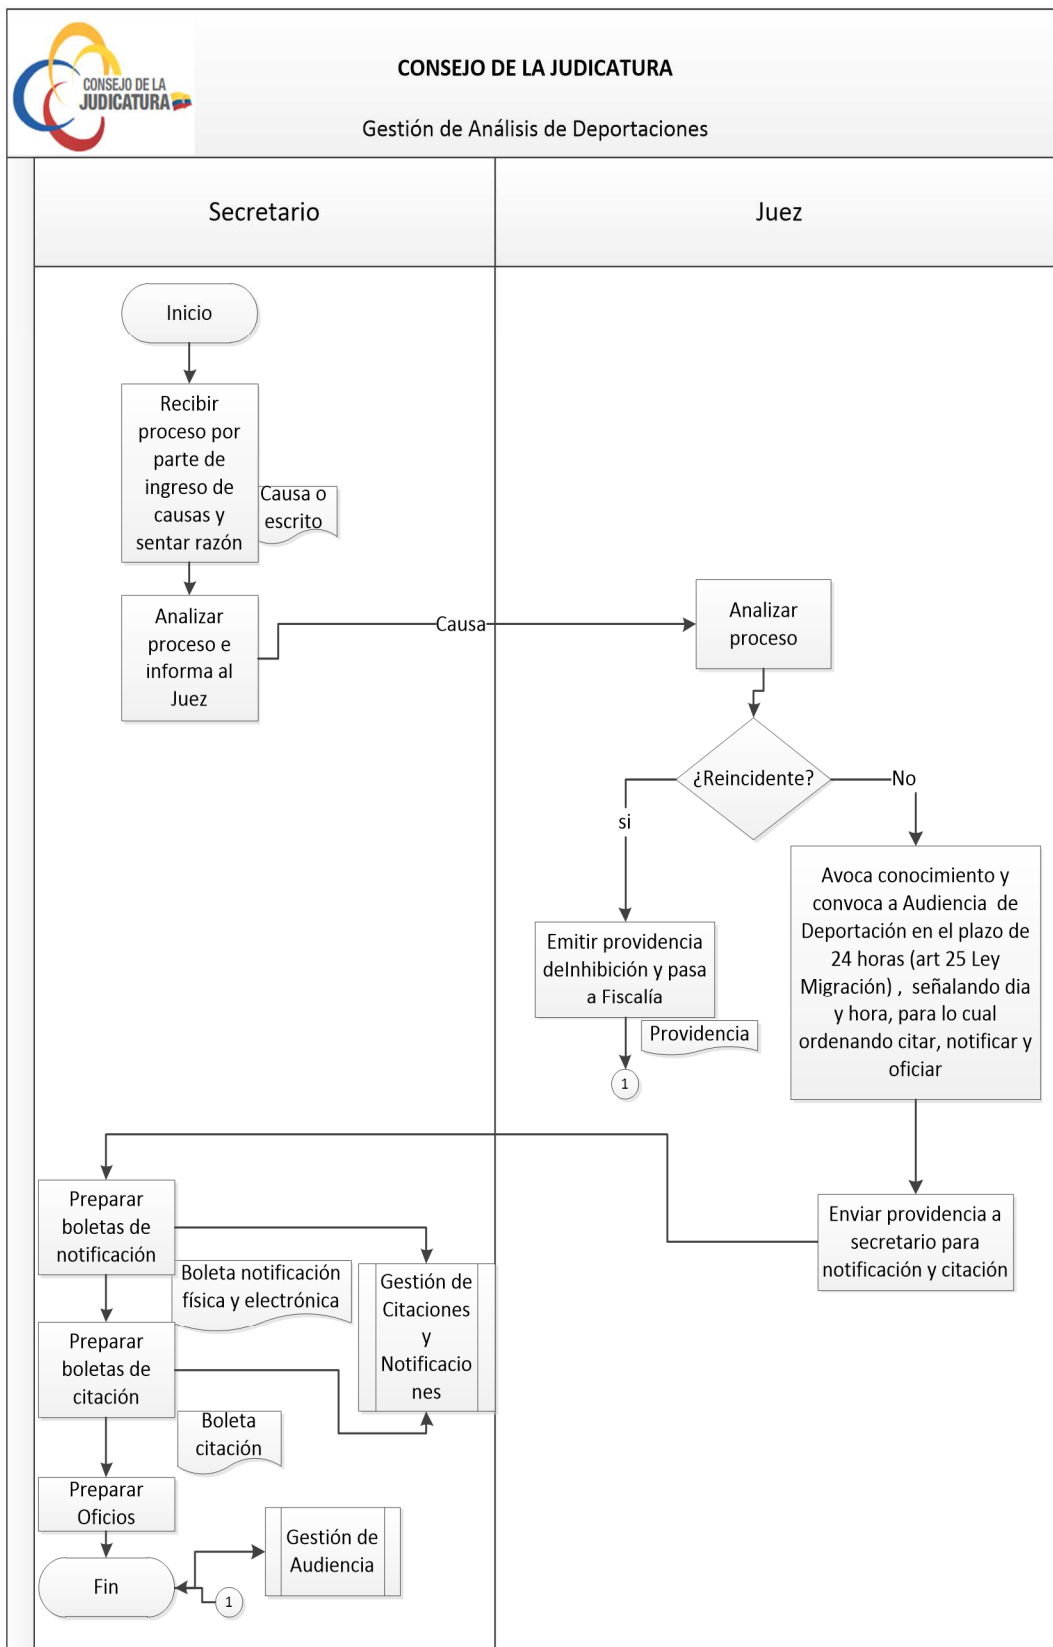 CONSEJO DE LA
JUDICATURA
CONSEJO DE LA JUDICATURA
Gestión de Análisis de Deportaciones
Secretario
Juez
Inicio
Recibir
proceso por
parte de
ingreso de
causas y
sentar razón
Causa o
escrito
Analizar
proceso e
informa al
Juez
Causa
Analizar
proceso
¿Reincidente?
No
si
Avoca conocimiento y
convoca a Audiencia de
Deportación en el plazo de
24 horas (art 25 Ley
Migración) , señalando dia
y hora, para lo cual
ordenando citar, notificar y
oficiar
Emitir providencia
deInhibición y pasa
a Fiscalía
Providencia
1
Enviar providencia a
secretario para
notificación y citación
Preparar
boletas de
notificación
Boleta notificación
física y electrónica
Gestión de
Citaciones
y
Notificacio
nes
Preparar
boletas de
citación
Boleta
citación
Preparar
Oficios
Gestión de
Audiencia
Fin
1